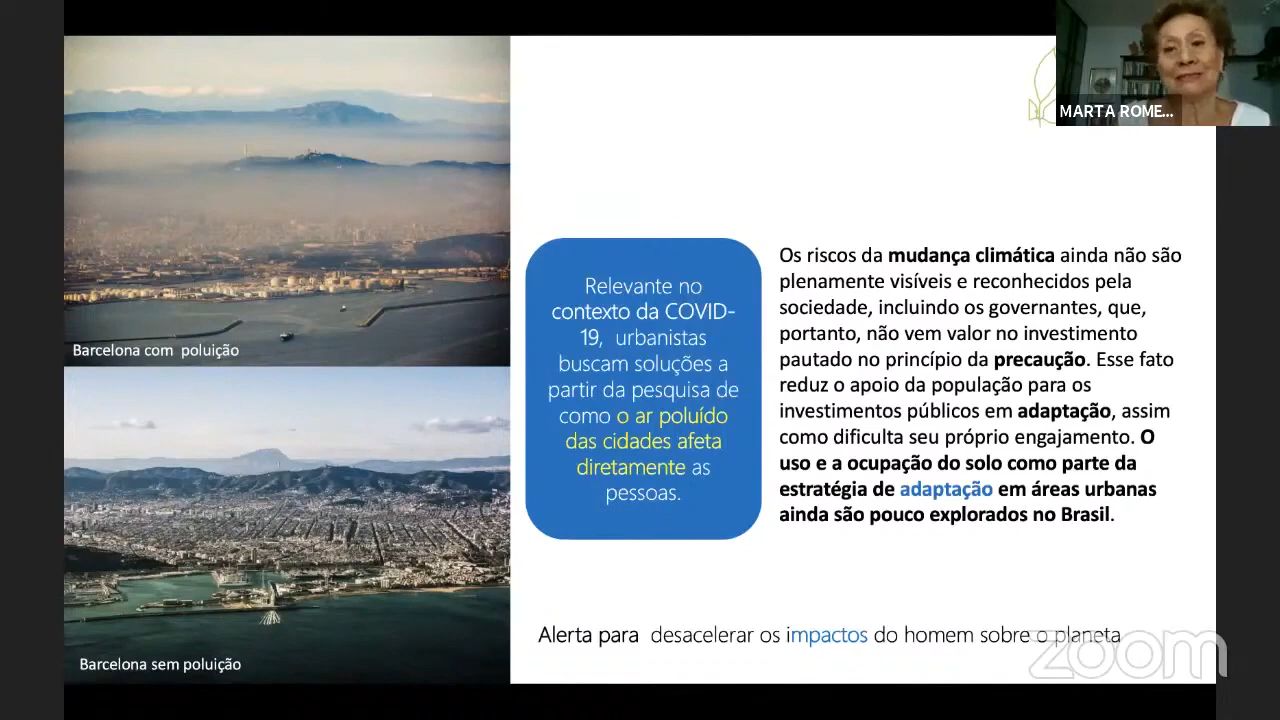 MARTA ROME...
Barcelona com poluição
Barcelona sem poluição
Relevante no
contexto da COVID-
19, urbanistas
buscam soluções a
partir da pesquisa de
como o ar poluído
das cidades afeta
diretamente as
pessoas.
Os riscos da mudança climática ainda não são
plenamente visíveis e reconhecidos pela
sociedade, incluindo os governantes, que,
portanto, não vem valor no investimento
pautado no princípio da precaução. Esse fato
reduz o apoio da população para os
investimentos públicos em adaptação, assim
como dificulta seu próprio engajamento. O
uso e a ocupação do solo como parte da
estratégia de adaptação em áreas urbanas
ainda são pouco explorados no Brasil.
Alerta para desacelerar os impactos do homem sobre o planeta
zoom